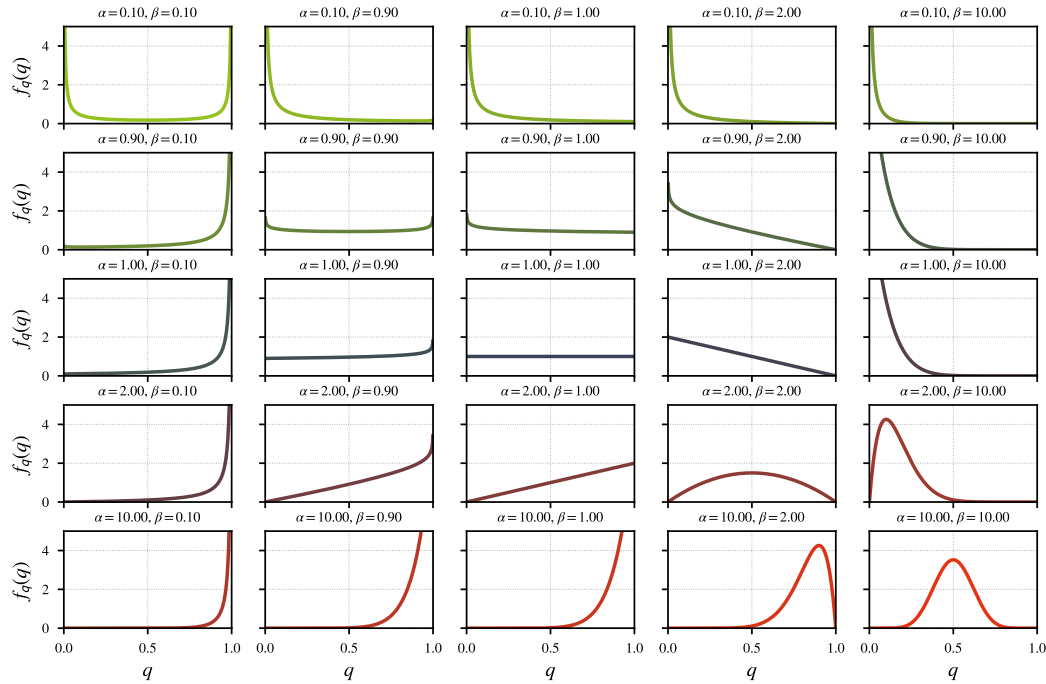 α = 0.10, β = 0.10 α = 0.10, β = 0.90 α = 0.10, β = 1.00 α = 0.10, β = 2.00 α = 0.10, β = 10.00
4
2
0
f_q(q)
α = 0.90, β = 0.10 α = 0.90, β = 0.90 α = 0.90, β = 1.00 α = 0.90, β = 2.00 α = 0.90, β = 10.00
4
2
0
f_q(q)
α = 1.00, β = 0.10 α = 1.00, β = 0.90 α = 1.00, β = 1.00 α = 1.00, β = 2.00 α = 1.00, β = 10.00
4
2
0
f_q(q)
α = 2.00, β = 0.10 α = 2.00, β = 0.90 α = 2.00, β = 1.00 α = 2.00, β = 2.00 α = 2.00, β = 10.00
4
2
0
f_q(q)
α = 10.00, β = 0.10 α = 10.00, β = 0.90 α = 10.00, β = 1.00 α = 10.00, β = 2.00 α = 10.00, β = 10.00
4
2
0
f_q(q)
0.0 0.5 1.0 0.0 0.5 1.0 0.0 0.5 1.0 0.0 0.5 1.0 0.0 0.5 1.0
q q q q q